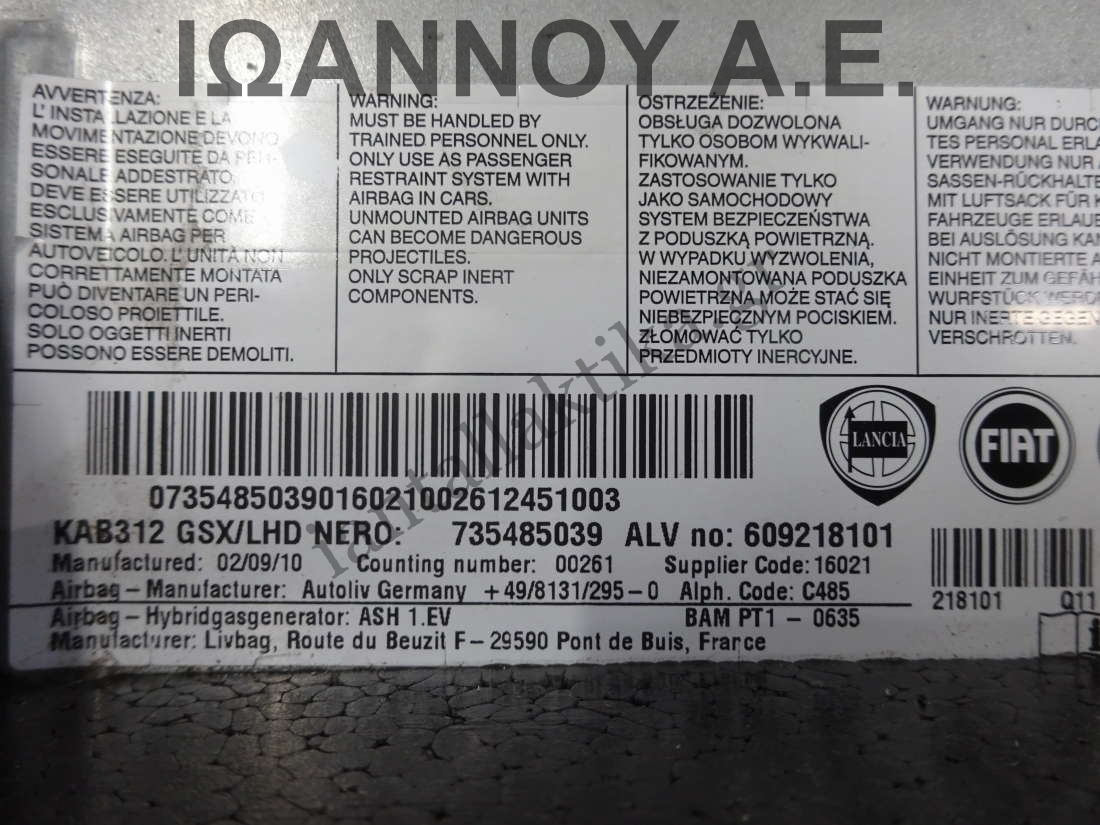 ΙΩΑΝΝΟΥ Α.Ε.
AVVERTENZA:
L'INSTALLAZIONE E LA
MOVIMENTAZIONE DEVONO
ESSERE ESEGUITE DA PER-
SONALE ADDESTRATO.
DEVE ESSERE UTILIZZATO
ESCLUSIVAMENTE COME
SISTEMA AIRBAG PER
AUTOVEICOLO. L'UNITÀ NON
CORRETTAMENTE MONTATA
PUÒ DIVENTARE UN PERI-
COLOSO PROIETTILE.
SOLO OGGETTI INERTI
POSSONO ESSERE DEMOLITI.
WARNING:
MUST BE HANDLED BY
TRAINED PERSONNEL ONLY.
ONLY USE AS PASSENGER
RESTRAINT SYSTEM WITH
AIRBAG IN CARS.
UNMOUNTED AIRBAG UNITS
CAN BECOME DANGEROUS
PROJECTILES.
ONLY SCRAP INERT
COMPONENTS.
OSTRZEŻENIE:
OBSŁUGA DOZWOLONA
TYLKO OSOBOM WYKWALI-
FIKOWANYM.
ZASTOSOWANIE TYLKO
JAKO SAMOCHODOWY
SYSTEM BEZPIECZEŃSTWA
Z PODUSZKĄ POWIETRZNĄ.
W WYPADKU WYZWOLENIA,
NIEZAMONTOWANA PODUSZKA
POWIETRZNA MOŻE STAĆ SIĘ
NIEBEZPIECZNYM POCISKIEM.
ZŁOMOWAĆ TYLKO
PRZEDMIOTY INERCYJNE.
WARNUNG:
UMGANG NUR DURC
TES PERSONAL ERLA
VERWENDUNG NUR
SASSEN-RÜCKHALTE
MIT LUFTSACK FÜR K
FAHRZEUGE ERLAUB
BEI AUSLÖSUNG KAN
NICHT MONTIERTE A
EINHEIT ZUM GEFÄH
WURFSTÜCK WERDE
NUR INERTE GEGEN
VERSCHROTTEN.
LANCIA
FIAT
07354850390160210026124510​03
KAB312 GSX/LHD NERO: 735485039 ALV no: 609218101
Manufactured: 02/09/10 Counting number: 00261 Supplier Code: 16021
Airbag - Manufacturer: Autoliv Germany +49/8131/295-0 Alph. Code: C485
218101 Q11
Airbag - Hybridgasgenerator: ASH 1.EV BAM PT1 - 0635
Manufacturer: Livbag, Route du Beuzit F-29590 Pont de Buis, France
iantallaktika.gr